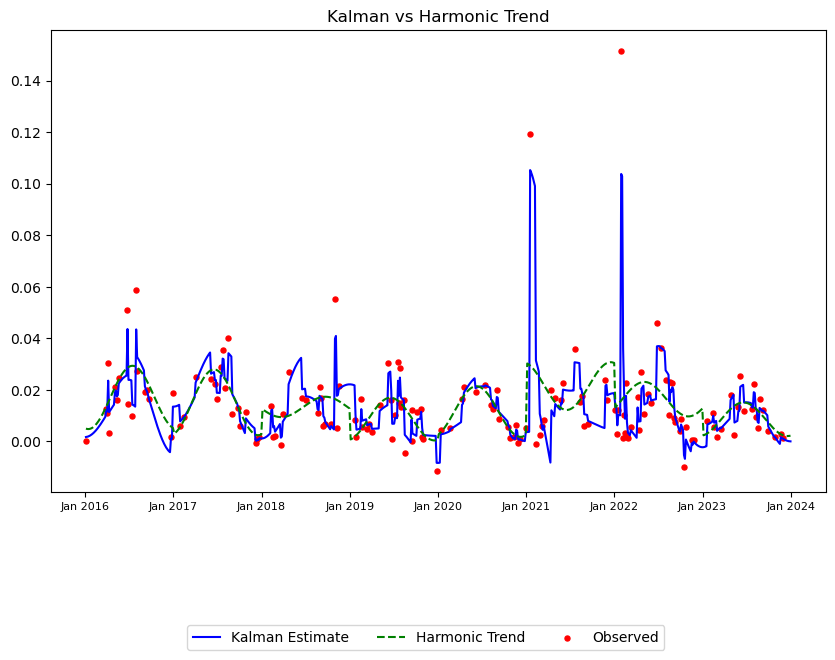 Kalman vs Harmonic Trend
0.14
0.12
0.10
0.08
0.06
0.04
0.02
0.00
Jan 2016 Jan 2017 Jan 2018 Jan 2019 Jan 2020 Jan 2021 Jan 2022 Jan 2023 Jan 2024
Kalman Estimate Harmonic Trend Observed